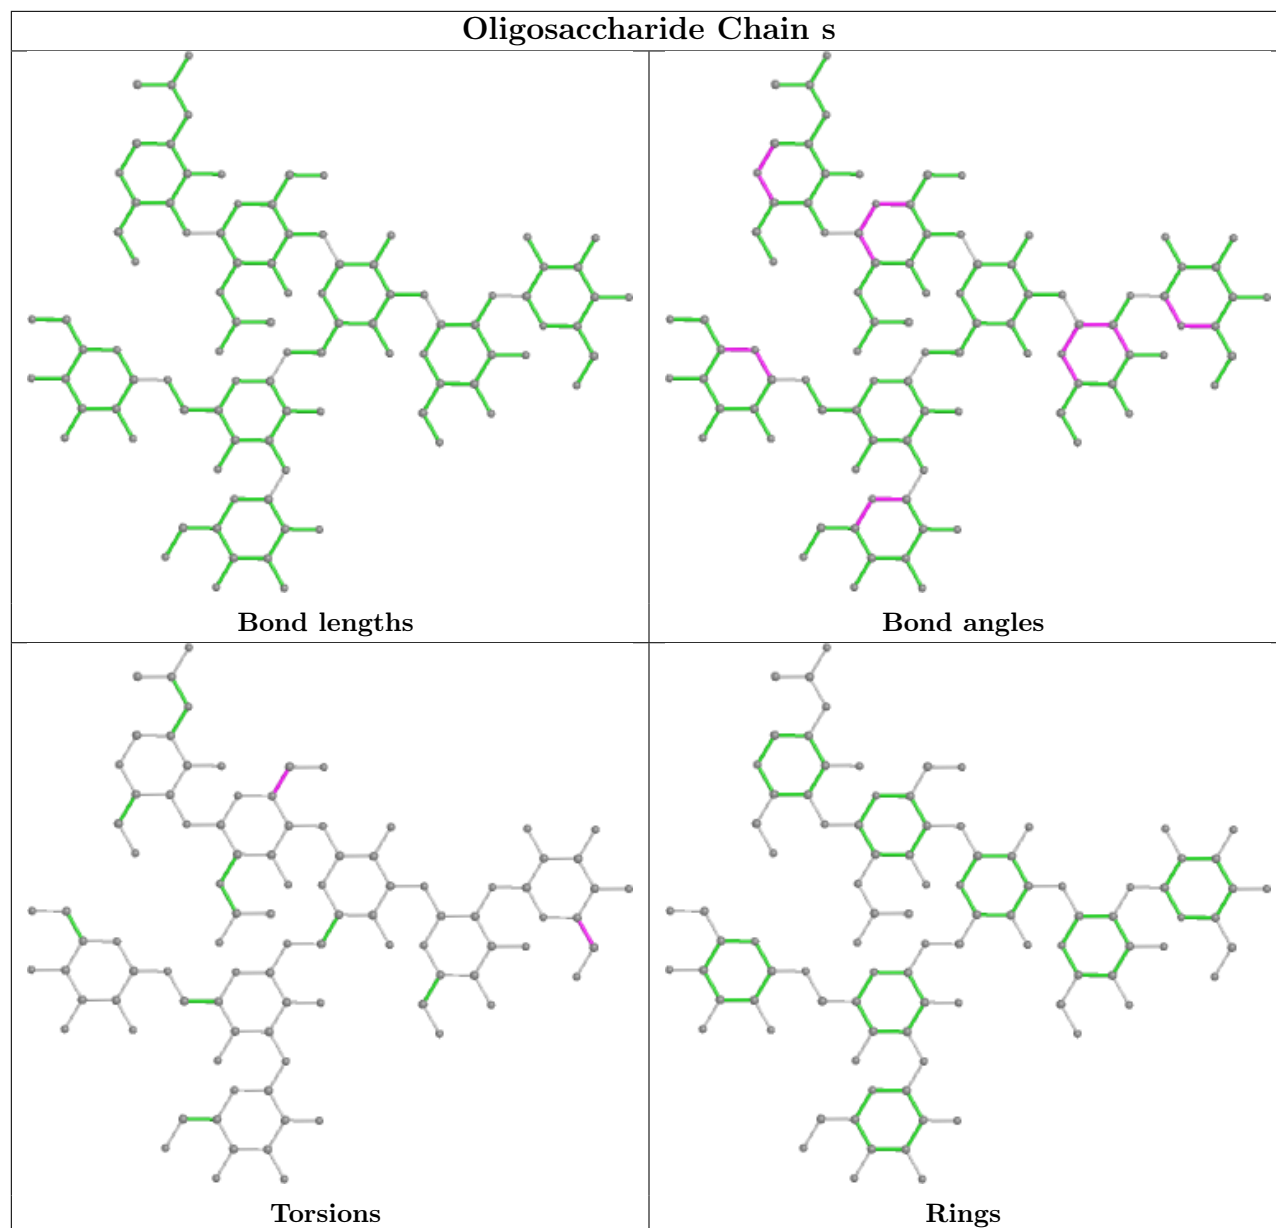 Oligosaccharide Chain s
Bond lengths
Bond angles
Torsions
Rings